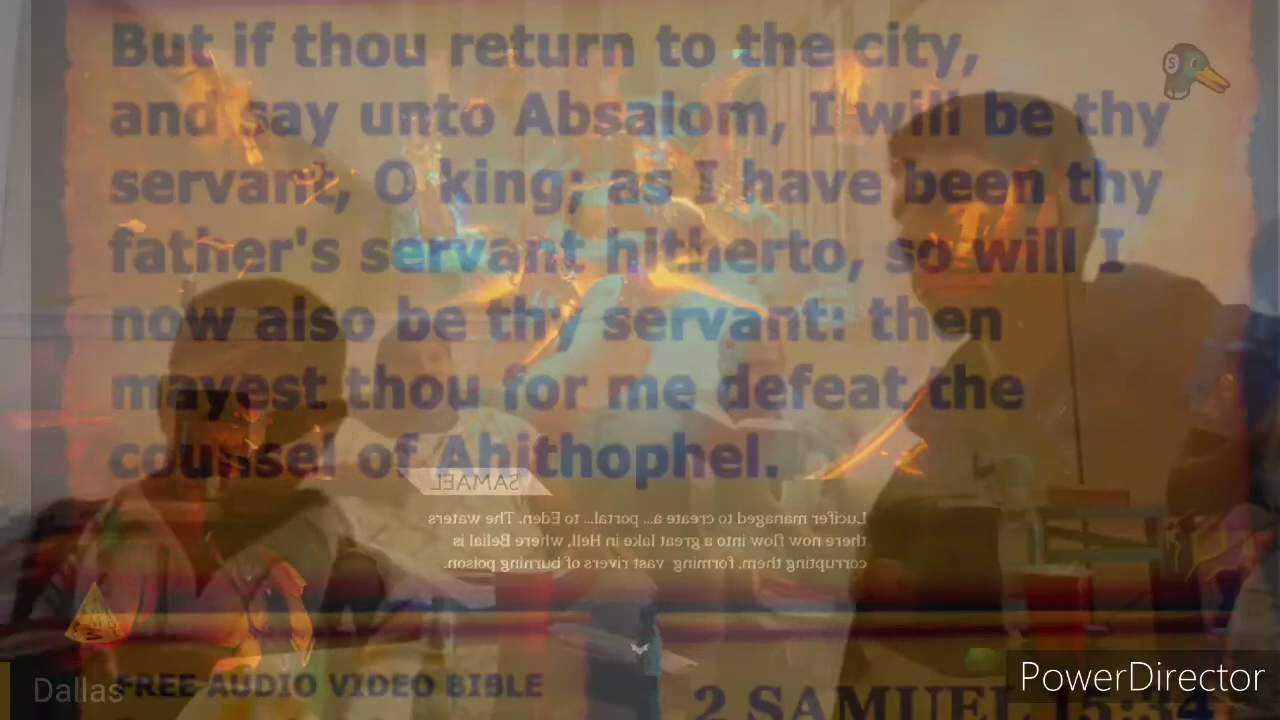 But if thou return to the city,
and say unto Absalom, I will be thy
servant, O king; as I have been thy
father's servant hitherto, so will I
now also be thy servant: then
mayest thou for me defeat the
counsel of Ahithophel.
SAMAEL
Lucifer managed to create a... portal... to Eden. The waters
there now flow into a great lake in Hell, where Belial is
corrupting them, forming vast rivers of burning poison.
Dallas
FREE AUDIO VIDEO BIBLE
2 SAMUEL 15:34
PowerDirector
S